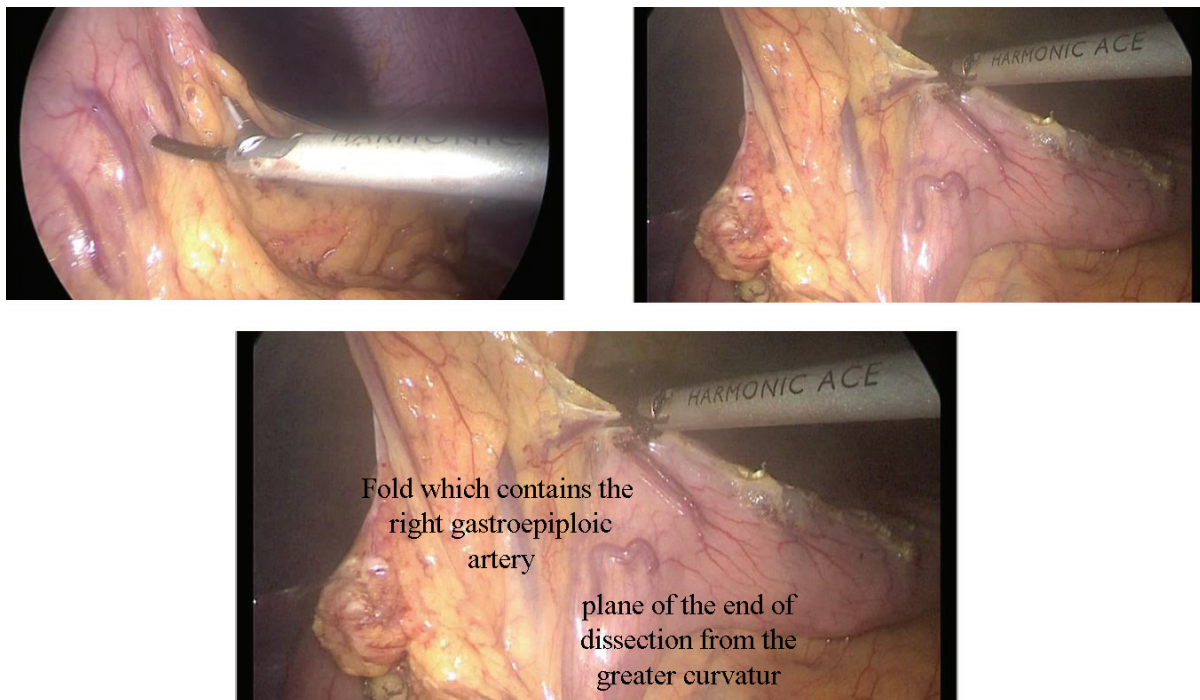 HARMONIC
HARMONIC ACE
HARMONIC ACE
Fold which contains the
right gastroepiploic
artery
plane of the end of
dissection from the
greater curvatur